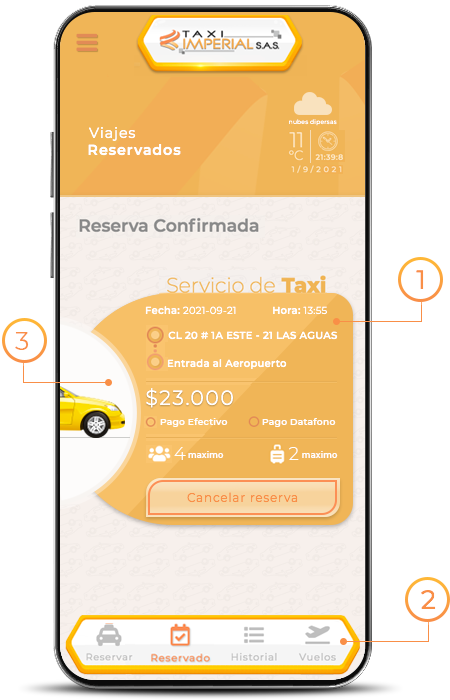 TAXI
IMPERIAL S.A.S.
nubes dipersas
Viajes
Reservados
11
°C
21:39:8
1/9/2021
Reserva Confirmada
Servicio de Taxi
1
Fecha: 2021-09-21 Hora: 13:55
CL 20 # 1A ESTE - 21 LAS AGUAS
3
Entrada al Aeropuerto
$23.000
Pago Efectivo Pago Datafono
4 maximo 2 maximo
Cancelar reserva
2
Reservar Reservado Historial Vuelos